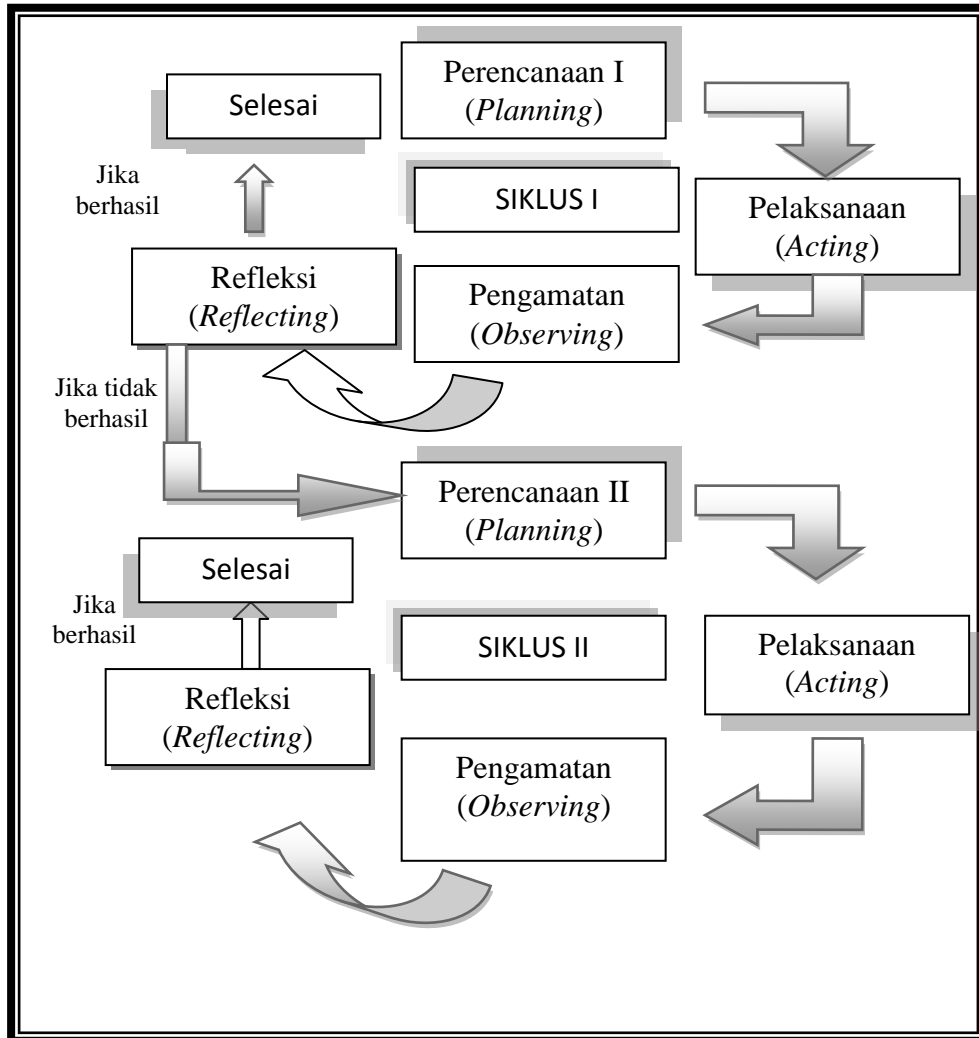 Perencanaan I
(Planning)
Selesai
Jika
berhasil
SIKLUS I
Pelaksanaan
(Acting)
Refleksi
(Reflecting)
Pengamatan
(Observing)
Jika tidak
berhasil
Perencanaan II
(Planning)
Selesai
Jika
berhasil
SIKLUS II
Pelaksanaan
(Acting)
Refleksi
(Reflecting)
Pengamatan
(Observing)